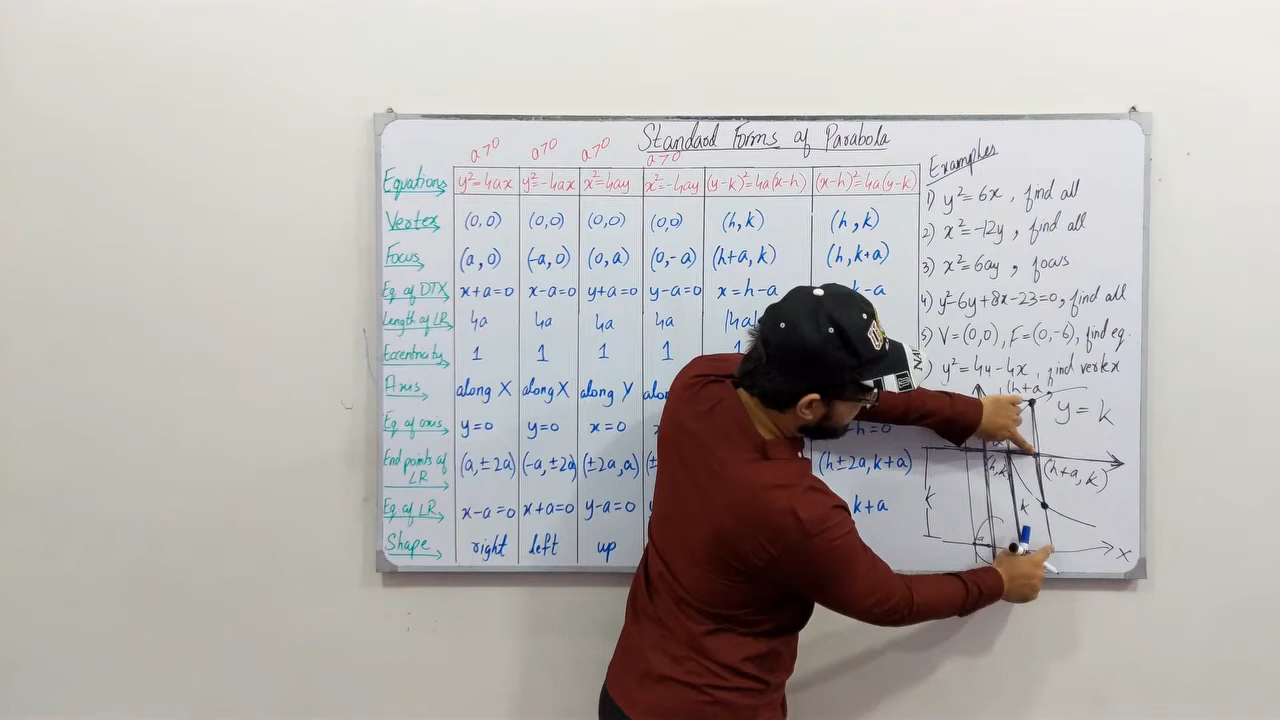 Standard Forms of Parabola
a>0 a>0 a>0 a>0
Equations y²=4ax y²=-4ax x²=4ay x²=-4ay (y-k)²=4a(x-h) (x-h)²=4a(y-k)
Vertex (0,0) (0,0) (0,0) (0,0) (h,k) (h,k)
Focus (a,0) (-a,0) (0,a) (0,-a) (h+a,k) (h,k+a)
Eq of DTX x+a=0 x-a=0 y+a=0 y-a=0 x=h-a k-a
Length of LR 4a 4a 4a 4a |4a|
Eccentricity 1 1 1 1 1
Axis along X along X along Y
Eq of axis y=0 y=0 x=0 h=0
End points of LR (a,±2a) (-a,±2a) (±2a,a) (h±2a,k+a)
Eq of LR x-a=0 x+a=0 y-a=0 k+a
Shape right left up
Examples
1) y²=6x, find all
2) x²=-12y, find all
3) x²=6ay, focus
4) y²-6y+8x-23=0, find all
5) V=(0,0), F=(0,-6), find eq.
) y²=4y-4x, find vertex
(h+a,
y=k
(h,k)
(h+a,k)
k
k
a
x